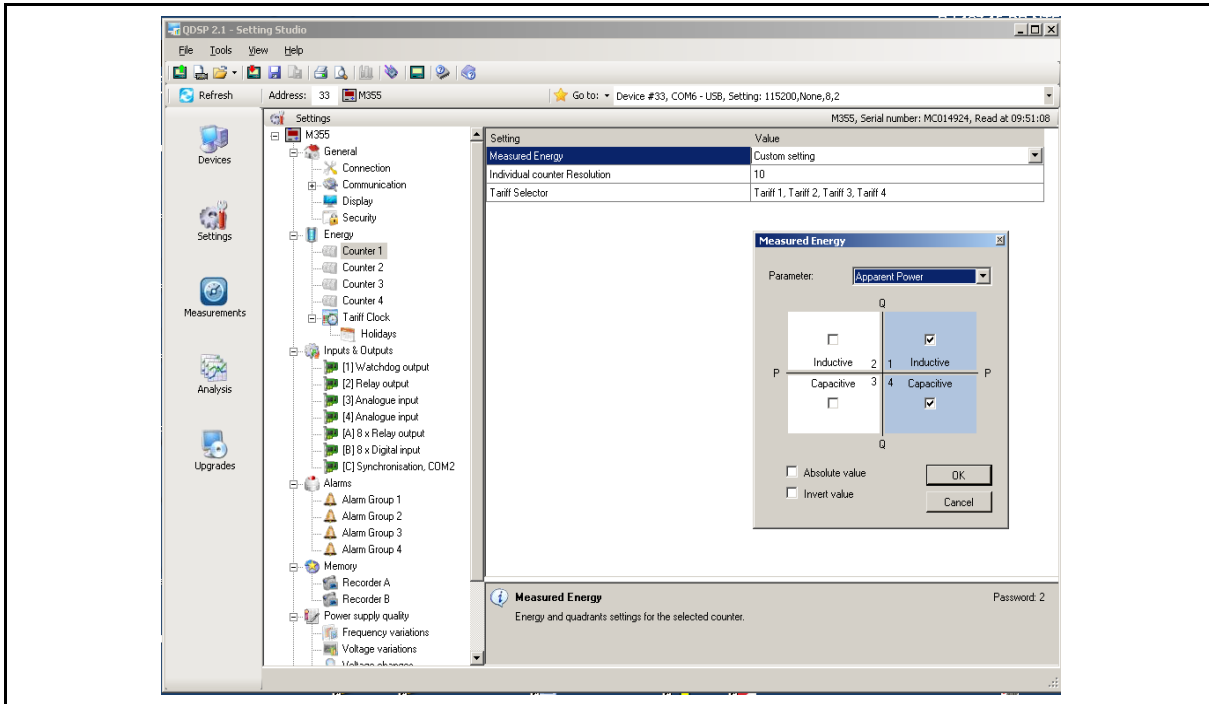 QDSP 2.1 - Setting Studio
File Tools View Help
Refresh Address: 33 M355 Go to: Device #33, COM6 - USB, Setting: 115200,None,8,2
Settings M355, Serial number: MC014924, Read at 09:51:08
Devices
Settings
Measurements
Analysis
Upgrades
M355
General
Connection
Communication
Display
Security
Energy
Counter 1
Counter 2
Counter 3
Counter 4
Tariff Clock
Holidays
Inputs & Outputs
[1] Watchdog output
[2] Relay output
[3] Analogue input
[4] Analogue input
[A] 8 x Relay output
[B] 8 x Digital input
[C] Synchronisation, COM2
Alarms
Alarm Group 1
Alarm Group 2
Alarm Group 3
Alarm Group 4
Memory
Recorder A
Recorder B
Power supply quality
Frequency variations
Voltage variations
Voltage changes
Setting Value
Measured Energy Custom setting
Individual counter Resolution 10
Tariff Selector Tariff 1, Tariff 2, Tariff 3, Tariff 4
Measured Energy
Parameter: Apparent Power
Q
Inductive 2 1 Inductive
P P
Capacitive 3 4 Capacitive
Q
Absolute value OK
Invert value Cancel
Measured Energy Password: 2
Energy and quadrants settings for the selected counter.